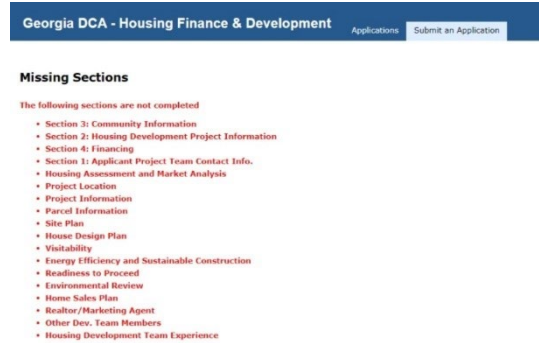 Georgia DCA - Housing Finance & Development
Applications
Submit an Application
Missing Sections
The following sections are not completed
• Section 3: Community Information
• Section 2: Housing Development Project Information
• Section 4: Financing
• Section 1: Applicant Project Team Contact Info.
• Housing Assessment and Market Analysis
• Project Location
• Project Information
• Parcel Information
• Site Plan
• House Design Plan
• Visitability
• Energy Efficiency and Sustainable Construction
• Readiness to Proceed
• Environmental Review
• Home Sales Plan
• Realtor/Marketing Agent
• Other Dev. Team Members
• Housing Development Team Experience